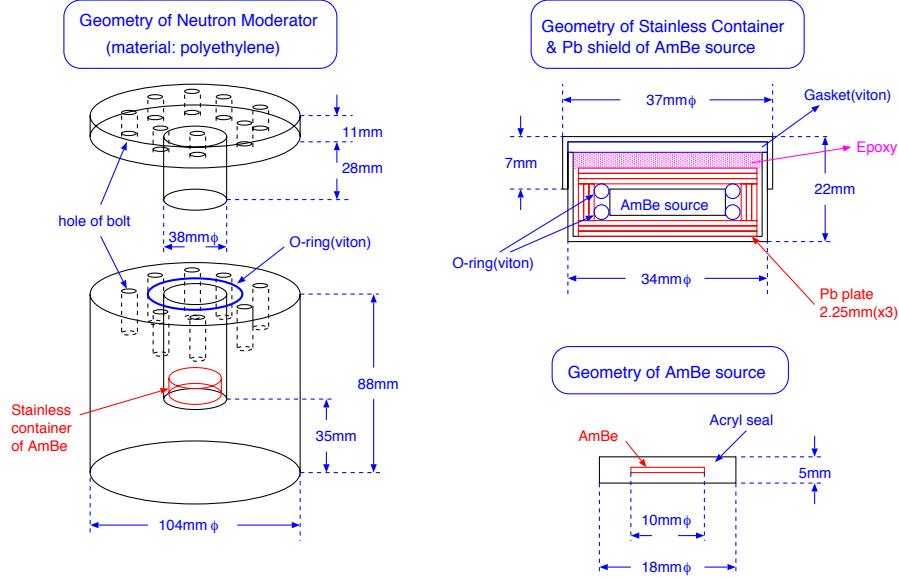 Geometry of Neutron Moderator
(material: polyethylene)
11mm
28mm
hole of bolt
38mmφ
O-ring(viton)
88mm
Stainless
container
of AmBe
35mm
104mm φ
Geometry of Stainless Container
& Pb shield of AmBe source
37mmφ
Gasket(viton)
7mm
Epoxy
22mm
AmBe source
O-ring(viton)
34mmφ
Pb plate
2.25mm(x3)
Geometry of AmBe source
Acryl seal
AmBe
5mm
10mmφ
18mmφ